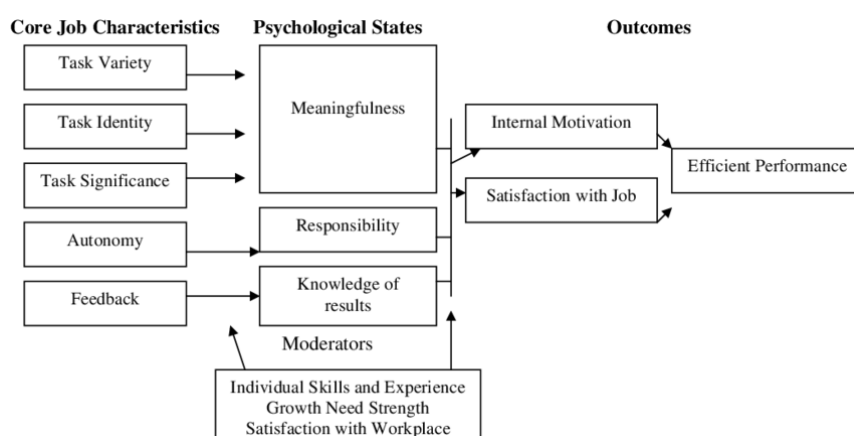 Core Job Characteristics
Psychological States
Outcomes
Task Variety
Task Identity
Task Significance
Autonomy
Feedback
Meaningfulness
Responsibility
Knowledge of
results
Internal Motivation
Satisfaction with Job
Efficient Performance
Moderators
Individual Skills and Experience
Growth Need Strength
Satisfaction with Workplace